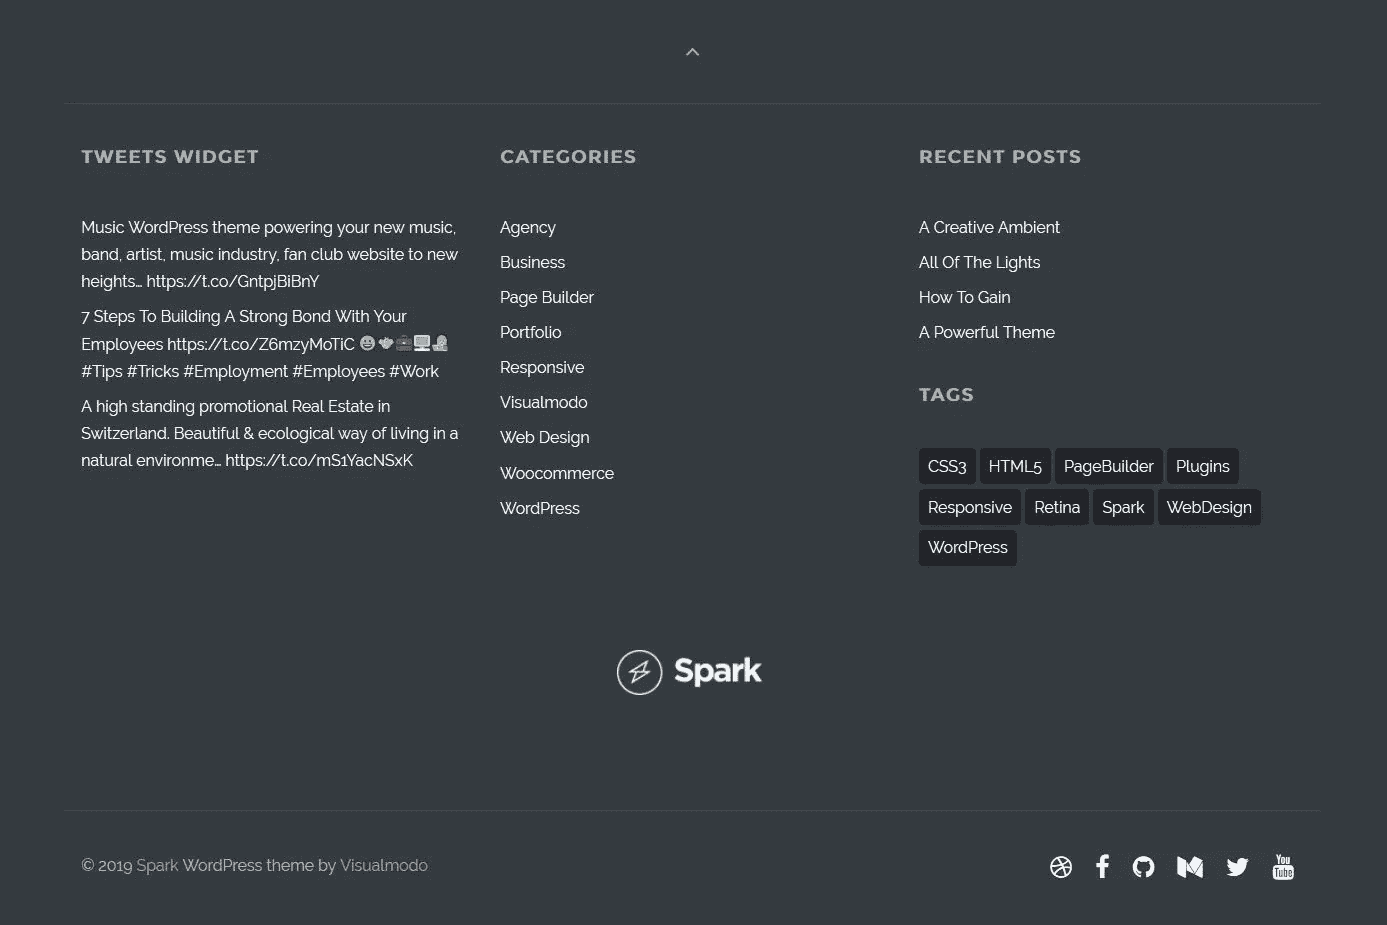 TWEETS WIDGET
Music WordPress theme powering your new music,
band, artist, music industry, fan club website to new
heights… https://t.co/GntpjBiBnY
7 Steps To Building A Strong Bond With Your
Employees https://t.co/Z6mzyMoTiC
#Tips #Tricks #Employment #Employees #Work
A high standing promotional Real Estate in
Switzerland. Beautiful & ecological way of living in a
natural environme… https://t.co/mS1YacNSxK
CATEGORIES
Agency
Business
Page Builder
Portfolio
Responsive
Visualmodo
Web Design
Woocommerce
WordPress
RECENT POSTS
A Creative Ambient
All Of The Lights
How To Gain
A Powerful Theme
TAGS
CSS3 HTML5 PageBuilder Plugins
Responsive Retina Spark WebDesign
WordPress
Spark
© 2019 Spark WordPress theme by Visualmodo
You
Tube